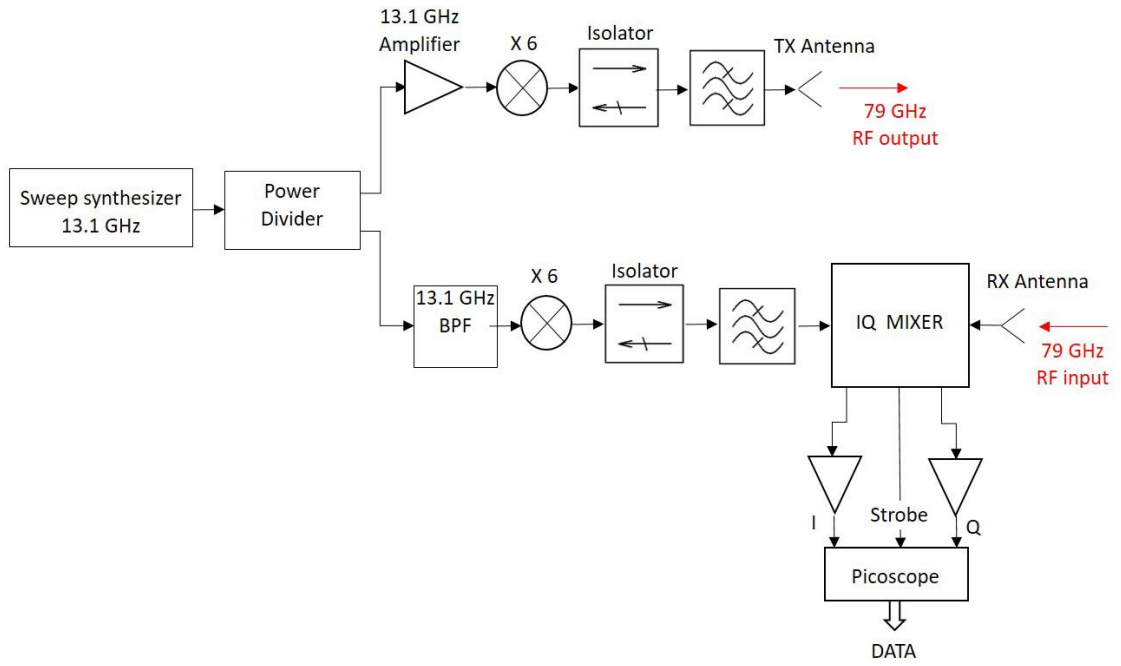 13.1 GHz
Amplifier
X 6
Isolator
TX Antenna
79 GHz
RF output
Sweep synthesizer
13.1 GHz
Power
Divider
13.1 GHz
BPF
X 6
Isolator
IQ MIXER
RX Antenna
79 GHz
RF input
I
Strobe
Q
Picoscope
DATA